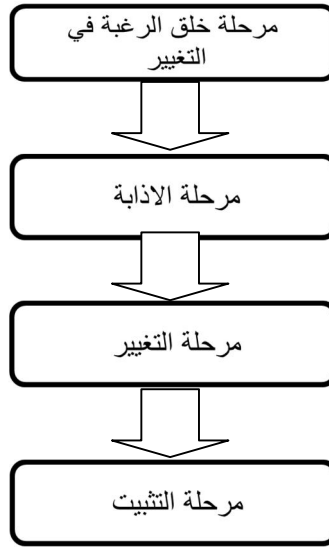 مرحلة خلق الرغبة في
التغيير
مرحلة الاذابة
مرحلة التغيير
مرحلة التثبيت